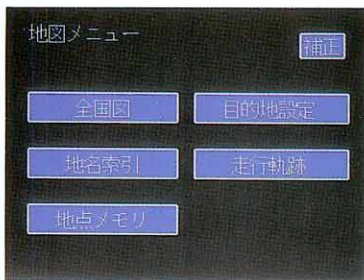 地図メニュー
補正
全国図
目的地設定
地名索引
走行軌跡
地点メモリ